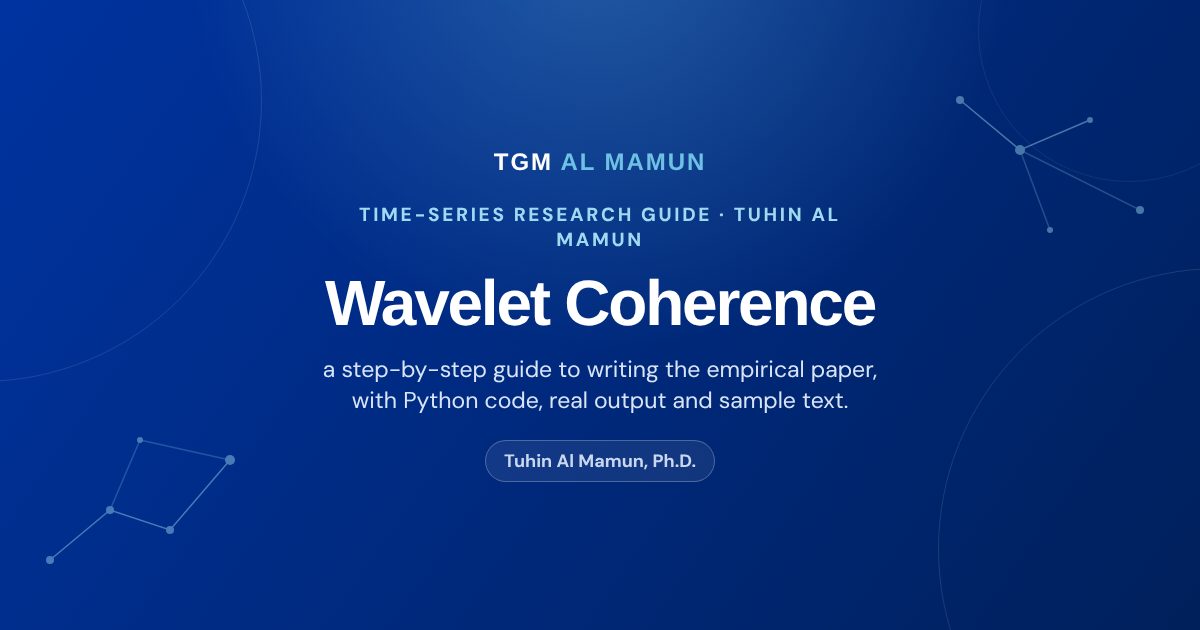 TGM AL MAMUN
TIME-SERIES RESEARCH GUIDE · TUHIN AL
MAMUN
Wavelet Coherence
a step-by-step guide to writing the empirical paper,
with Python code, real output and sample text.
Tuhin Al Mamun, Ph.D.